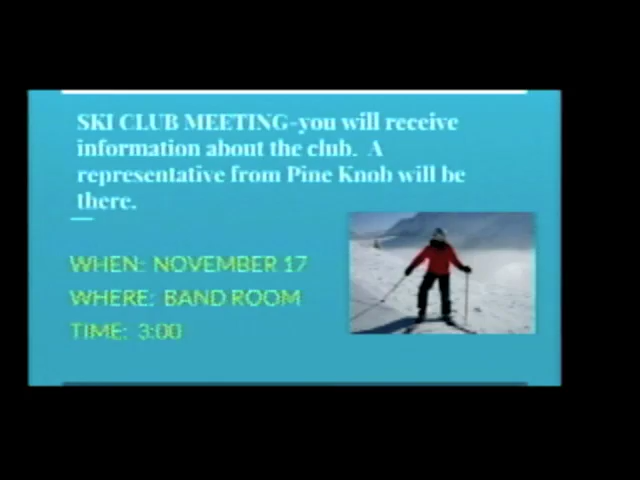 SKI CLUB MEETING-you will receive
information about the club. A
representative from Pine Knob will be
there.
WHEN: NOVEMBER 17
WHERE: BAND ROOM
TIME: 3:00